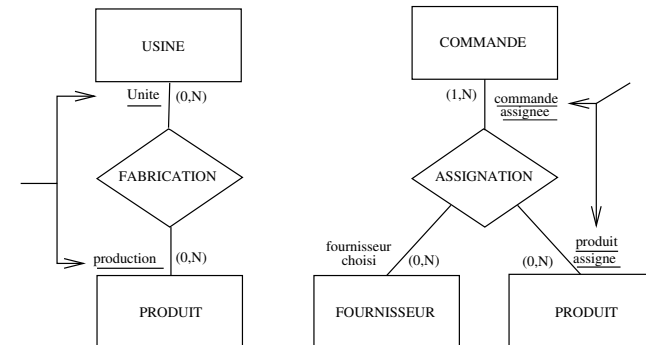 USINE
Unite
(0,N)
FABRICATION
production
(0,N)
PRODUIT
COMMANDE
(1,N)
commande
assignee
ASSIGNATION
fournisseur
choisi
(0,N)
(0,N)
produit
assigne
FOURNISSEUR
PRODUIT